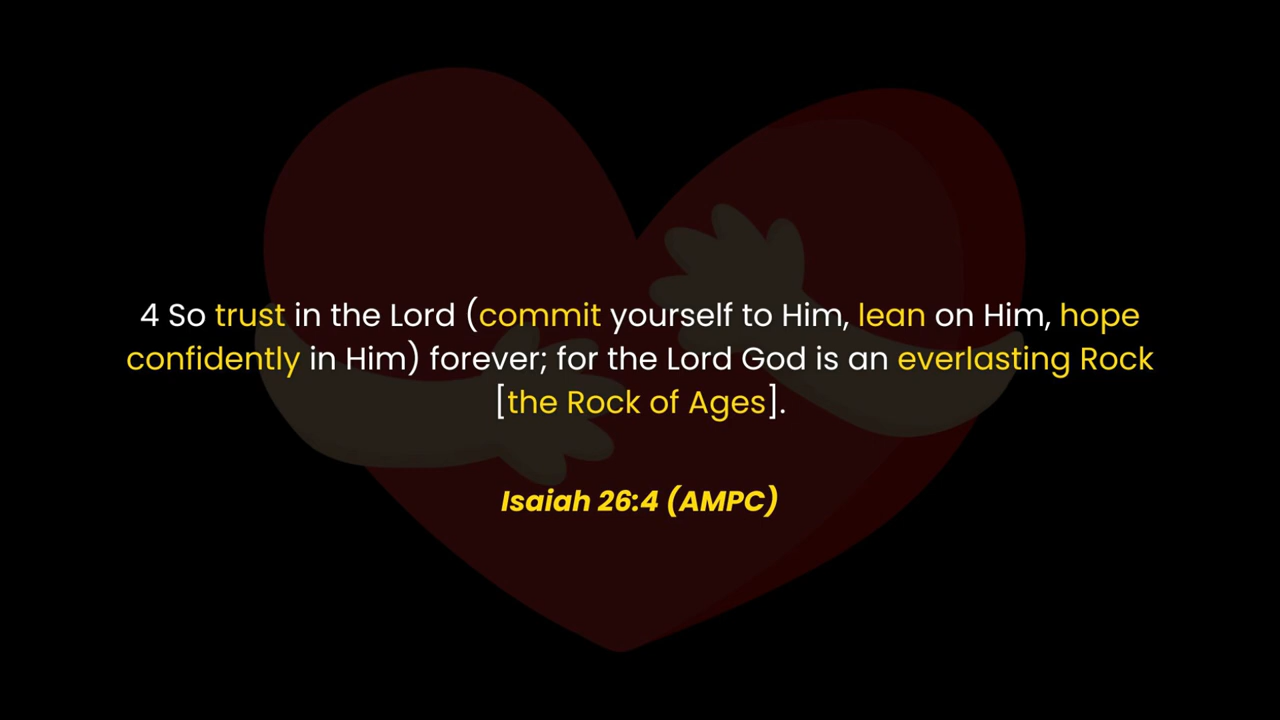 4 So trust in the Lord (commit yourself to Him, lean on Him, hope
confidently in Him) forever; for the Lord God is an everlasting Rock
[the Rock of Ages].
Isaiah 26:4 (AMPC)